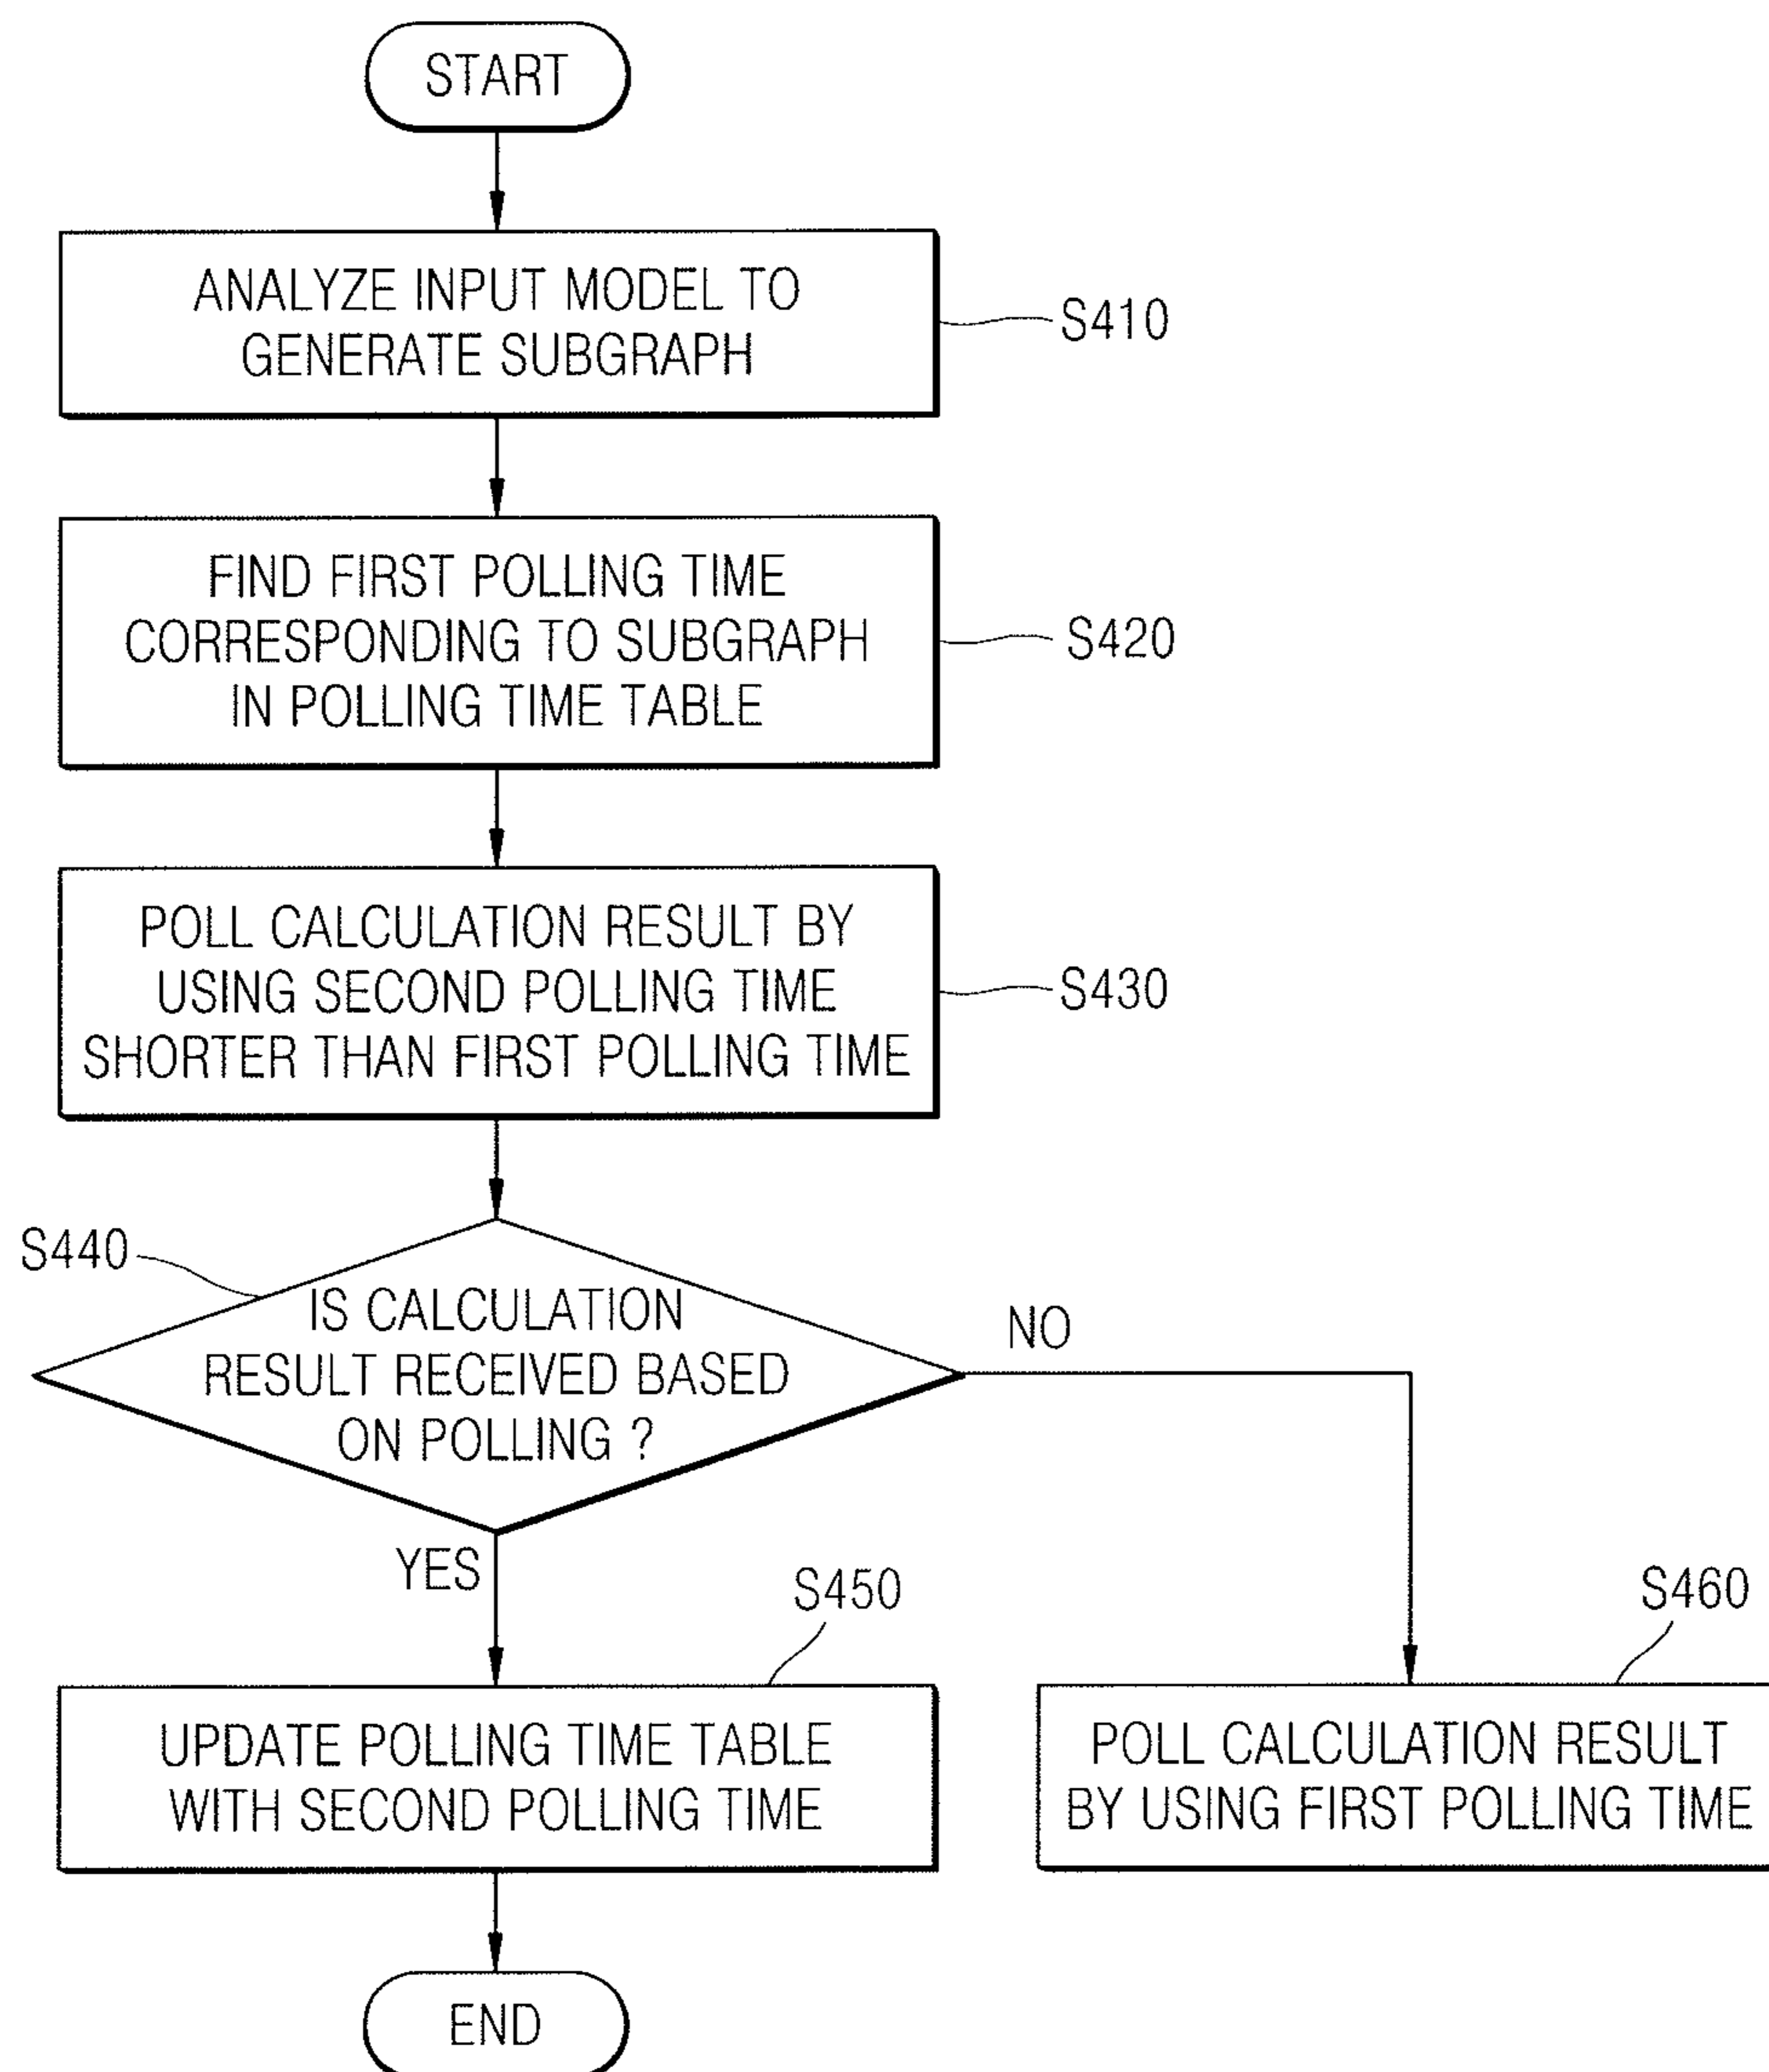 START
ANALYZE INPUT MODEL TO
GENERATE SUBGRAPH
S410
FIND FIRST POLLING TIME
CORRESPONDING TO SUBGRAPH
IN POLLING TIME TABLE
S420
POLL CALCULATION RESULT BY
USING SECOND POLLING TIME
SHORTER THAN FIRST POLLING TIME
S430
S440
IS CALCULATION
RESULT RECEIVED BASED
ON POLLING ?
NO
YES
S450
UPDATE POLLING TIME TABLE
WITH SECOND POLLING TIME
S460
POLL CALCULATION RESULT
BY USING FIRST POLLING TIME
END